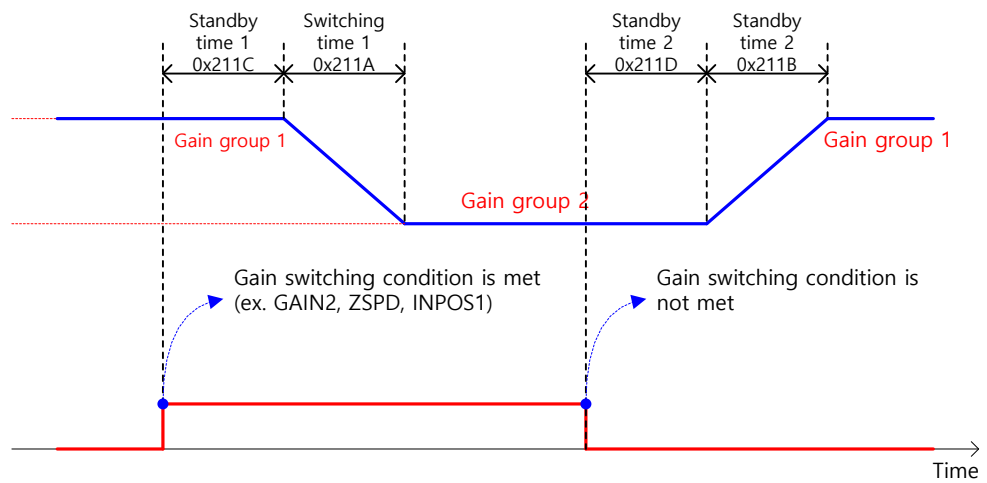 Standby
time 1
0x211C
Switching
time 1
0x211A
Standby
time 2
0x211D
Standby
time 2
0x211B
Gain group 1
Gain group 2
Gain group 1
Gain switching condition is met
(ex. GAIN2, ZSPD, INPOS1)
Gain switching condition is
not met
Time